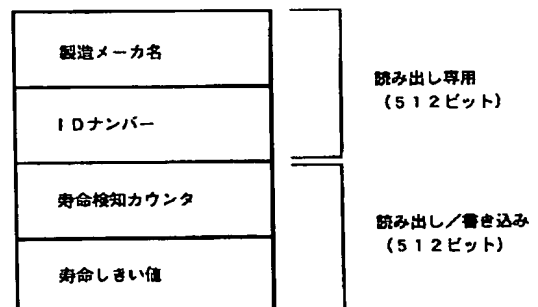 製造メーカ名
IDナンバー
寿命検知カウンタ
寿命しきい値
読み出し専用
(512ビット)
読み出し/書き込み
(512ビット)